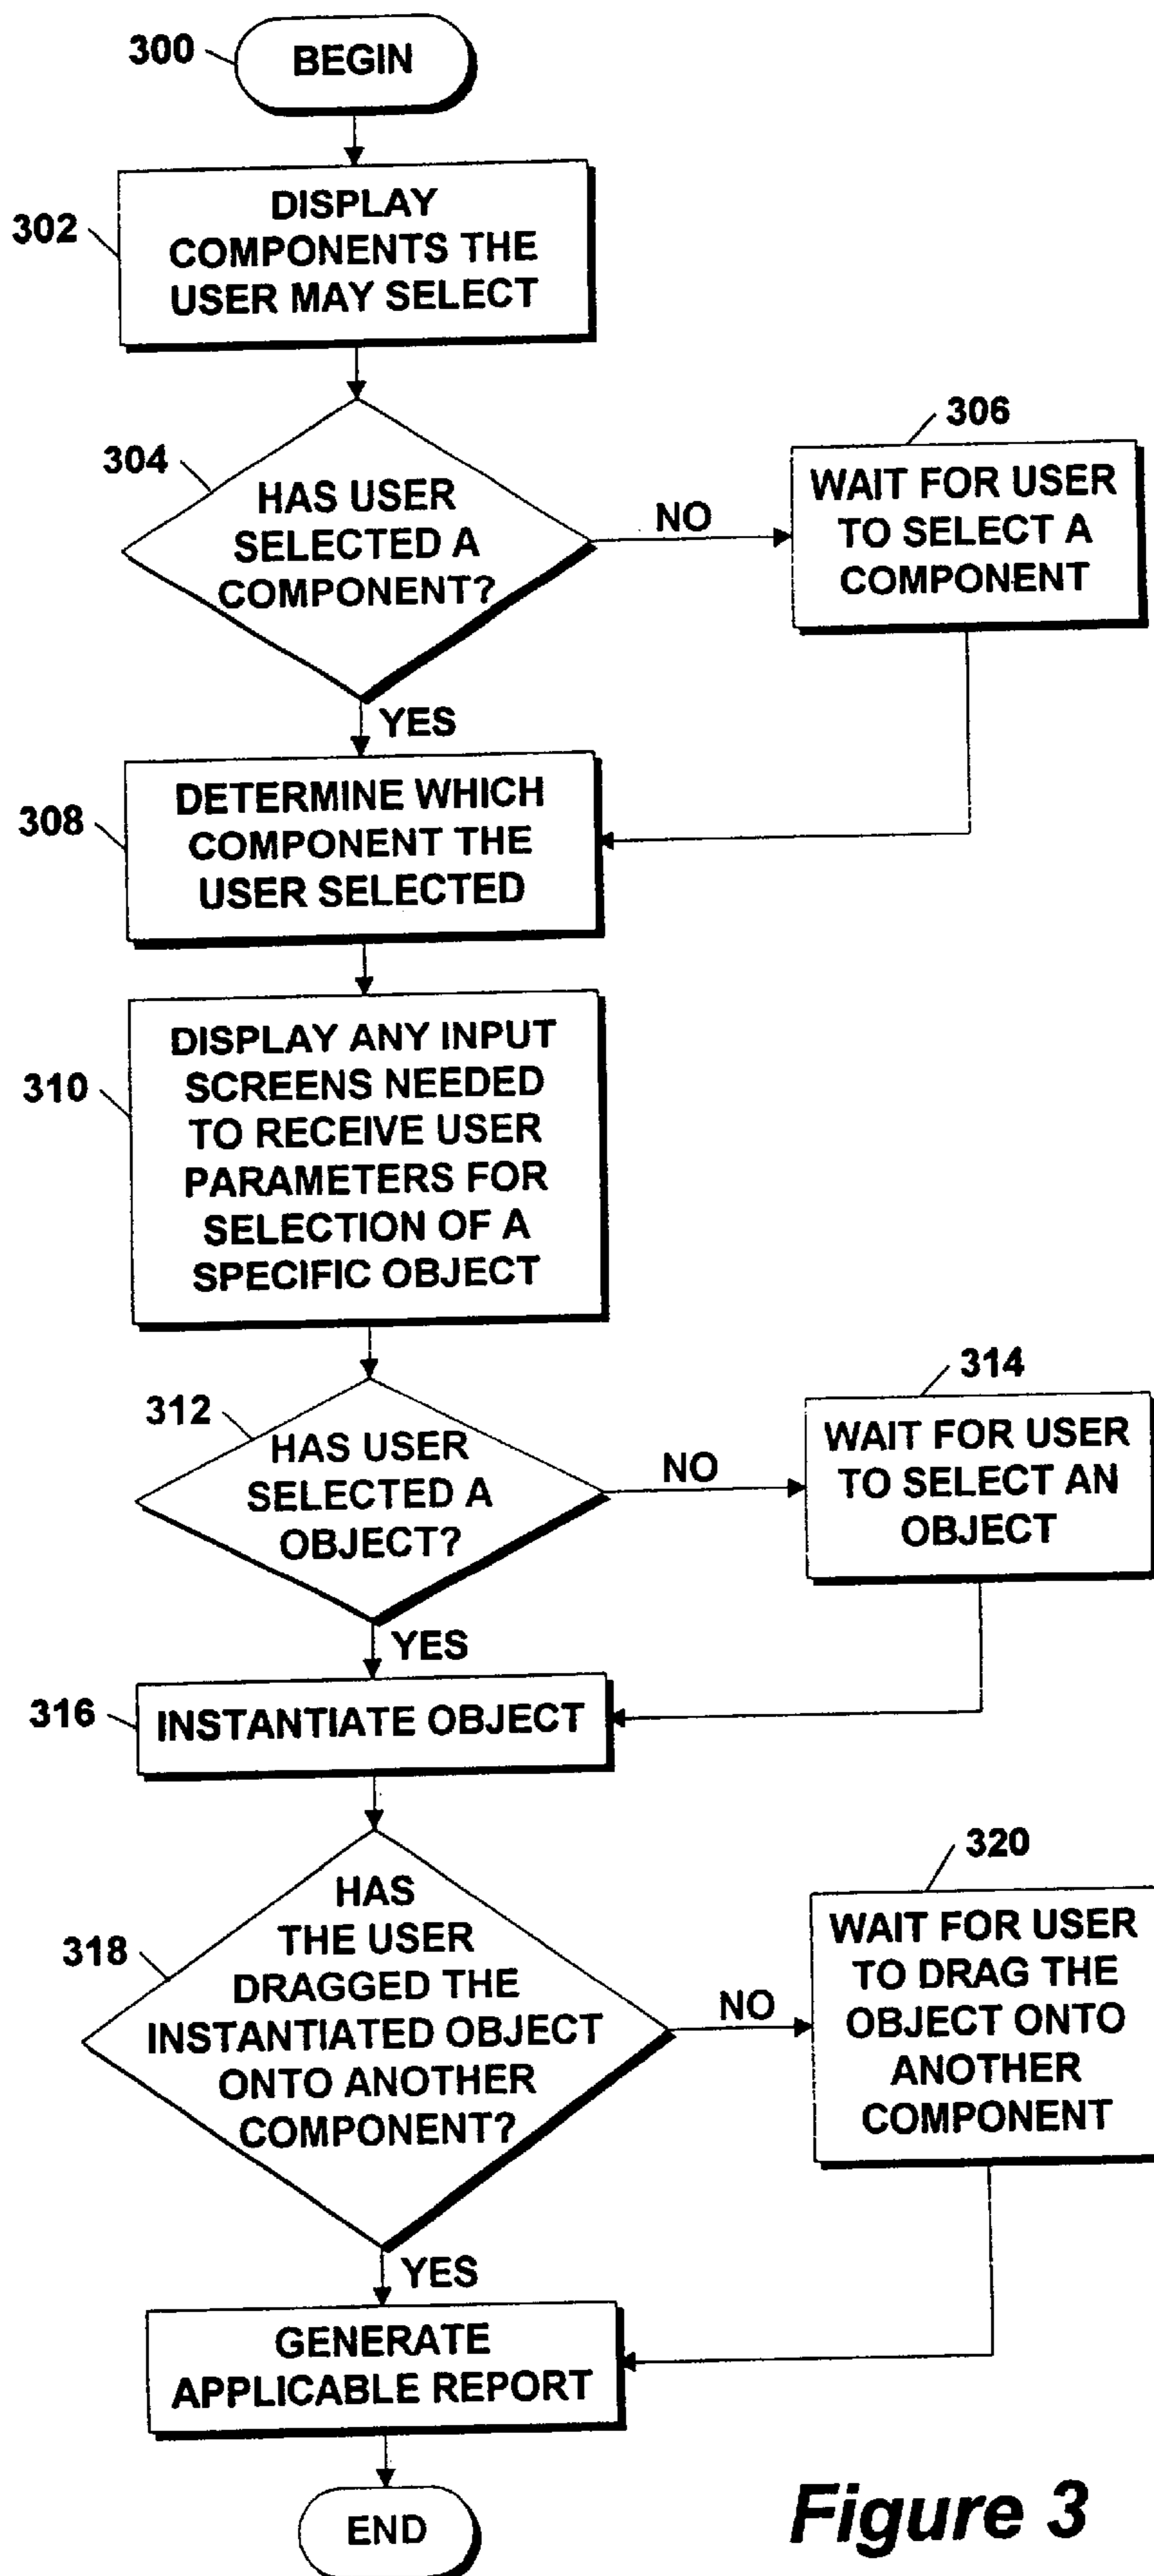 300
BEGIN
302
DISPLAY
COMPONENTS THE
USER MAY SELECT
304
HAS USER
SELECTED A
COMPONENT?
NO
306
WAIT FOR USER
TO SELECT A
COMPONENT
YES
308
DETERMINE WHICH
COMPONENT THE
USER SELECTED
310
DISPLAY ANY INPUT
SCREENS NEEDED
TO RECEIVE USER
PARAMETERS FOR
SELECTION OF A
SPECIFIC OBJECT
312
HAS USER
SELECTED A
OBJECT?
NO
314
WAIT FOR USER
TO SELECT AN
OBJECT
YES
316
INSTANTIATE OBJECT
318
HAS
THE USER
DRAGGED THE
INSTANTIATED OBJECT
ONTO ANOTHER
COMPONENT?
NO
320
WAIT FOR USER
TO DRAG THE
OBJECT ONTO
ANOTHER
COMPONENT
YES
GENERATE
APPLICABLE REPORT
END
Figure 3